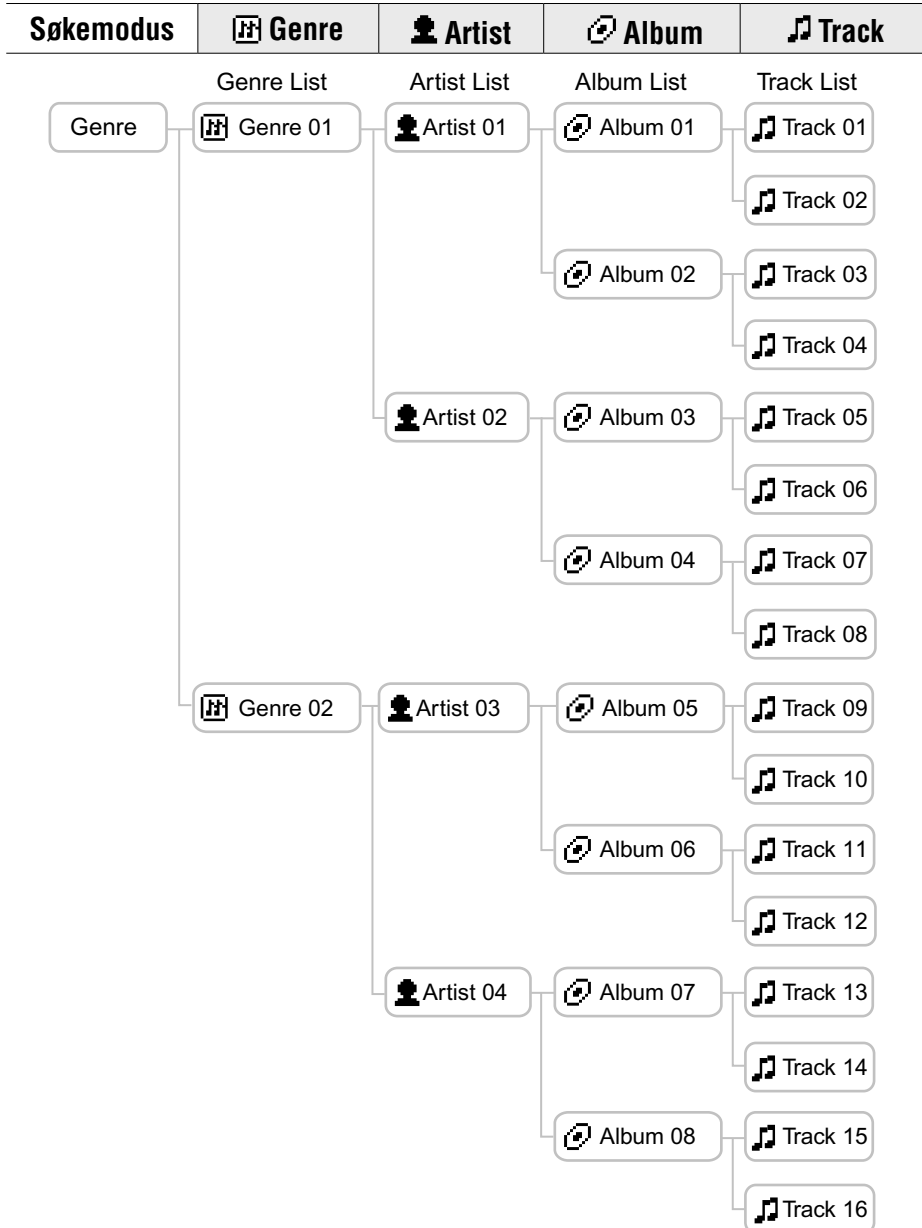 Søkemodus Genre Artist Album Track
Genre List Artist List Album List Track List
Genre Genre 01 Artist 01 Album 01 Track 01
Track 02
Album 02 Track 03
Track 04
Artist 02 Album 03 Track 05
Track 06
Album 04 Track 07
Track 08
Genre 02 Artist 03 Album 05 Track 09
Track 10
Album 06 Track 11
Track 12
Artist 04 Album 07 Track 13
Track 14
Album 08 Track 15
Track 16